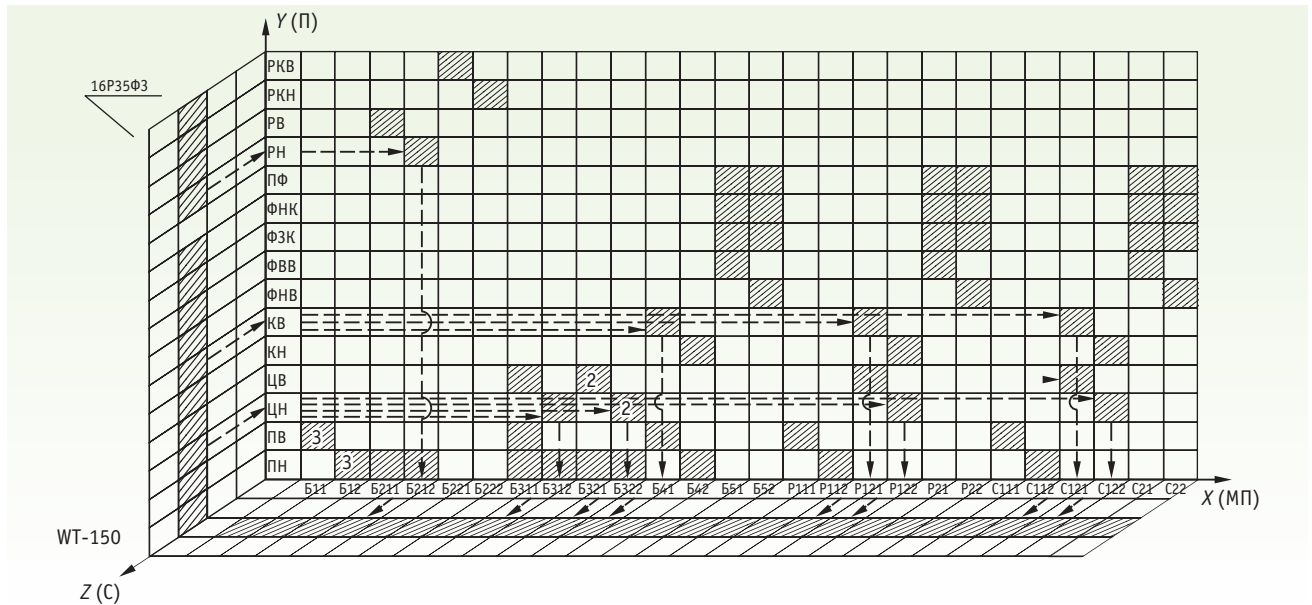 Y (П)
16Р35Ф3
РКВ
РКН
РВ
РН
ПФ
ФНК
ФЗК
ФВВ
ФНВ
КВ
КН
ЦВ 2
ЦН 2
ПВ 3
ПН 3
Б11 Б12 Б211 Б212 Б221 Б222 Б311 Б312 Б321 Б322 Б41 Б42 Б51 Б52 Р111 Р112 Р121 Р122 Р21 Р22 С111 С112 С121 С122 С21 С22
X (МП)
WT-150
Z (С)